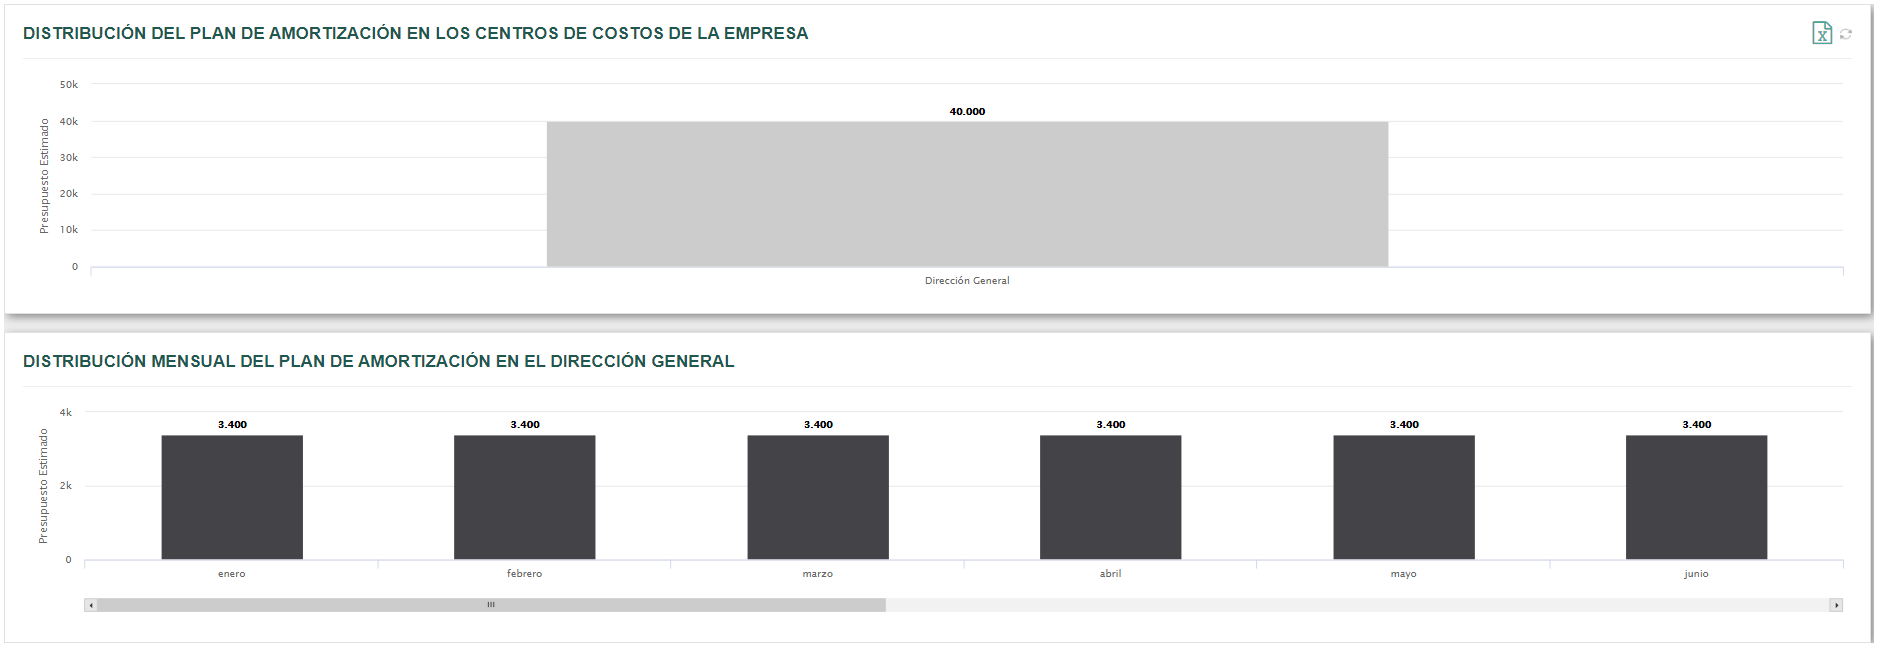 DISTRIBUCIÓN DEL PLAN DE AMORTIZACIÓN EN LOS CENTROS DE COSTOS DE LA EMPRESA
Presupuesto Estimado
50k
40k
30k
20k
10k
0
40.000
Dirección General
DISTRIBUCIÓN MENSUAL DEL PLAN DE AMORTIZACIÓN EN EL DIRECCIÓN GENERAL
Presupuesto Estimado
4k
2k
0
3.400 3.400 3.400 3.400 3.400 3.400
enero febrero marzo abril mayo junio